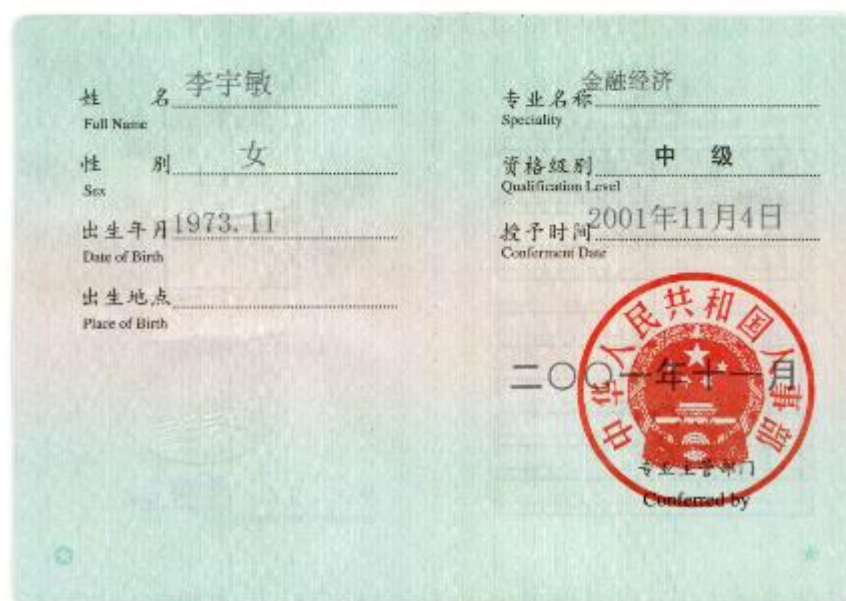 姓 名 李宇敏
Full Name
性 别 女
Sex
出生年月 1973.11
Date of Birth
出生地点
Place of Birth
专业名称 金融经济
Speciality
资格级别 中 级
Qualification Level
授予时间 2001年11月4日
Conferment Date
中华人民共和国人事部
二〇〇一年十一月
专业主管部门
Conferred by